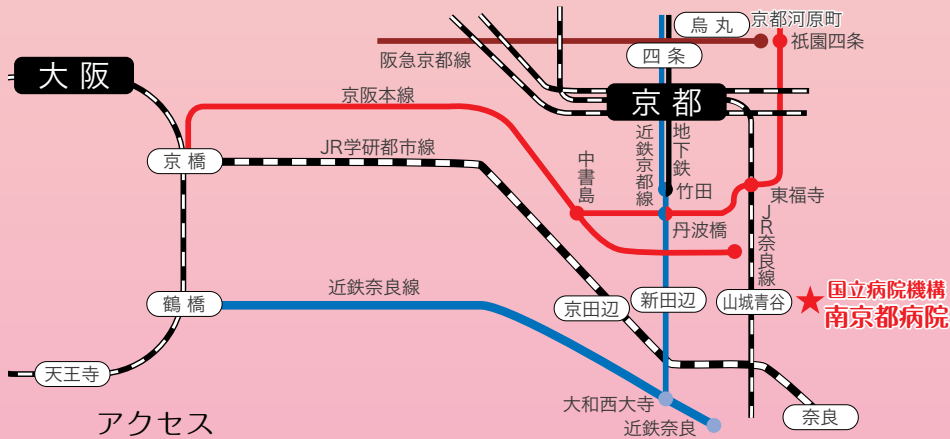 烏丸
京都河原町
祇園四条
四条
阪急京都線
大阪
京都
京阪本線
JR学研都市線
京橋
中書島
近鉄京都線
地下鉄
竹田
東福寺
丹波橋
JR奈良線
近鉄奈良線
鶴橋
京田辺
新田辺
山城青谷
国立病院機構
南京都病院
天王寺
大和西大寺
近鉄奈良
奈良
アクセス